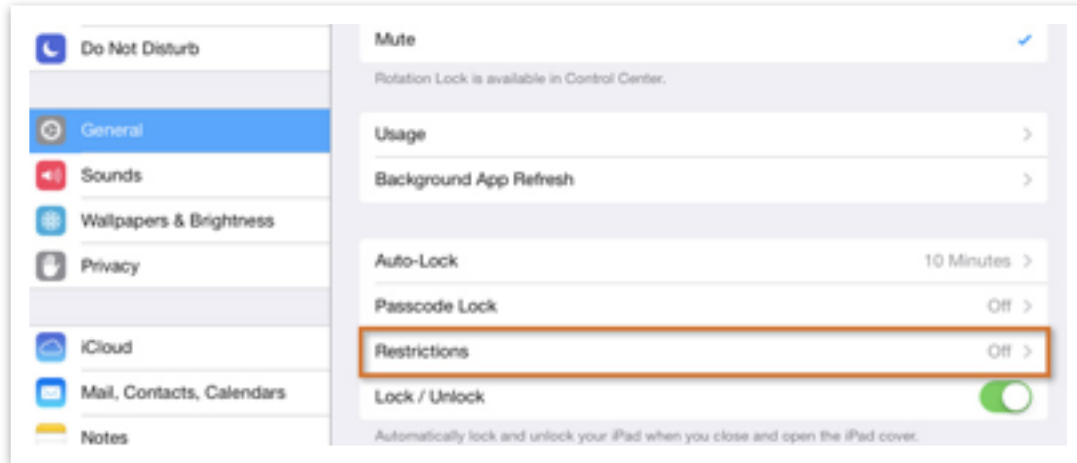 Do Not Disturb
General
Sounds
Wallpapers & Brightness
Privacy
iCloud
Mail, Contacts, Calendars
Notes
Mute
Rotation Lock is available in Control Center.
Usage
Background App Refresh
Auto-Lock 10 Minutes
Passcode Lock Off
Restrictions Off
Lock / Unlock
Automatically lock and unlock your iPad when you close and open the iPad cover.